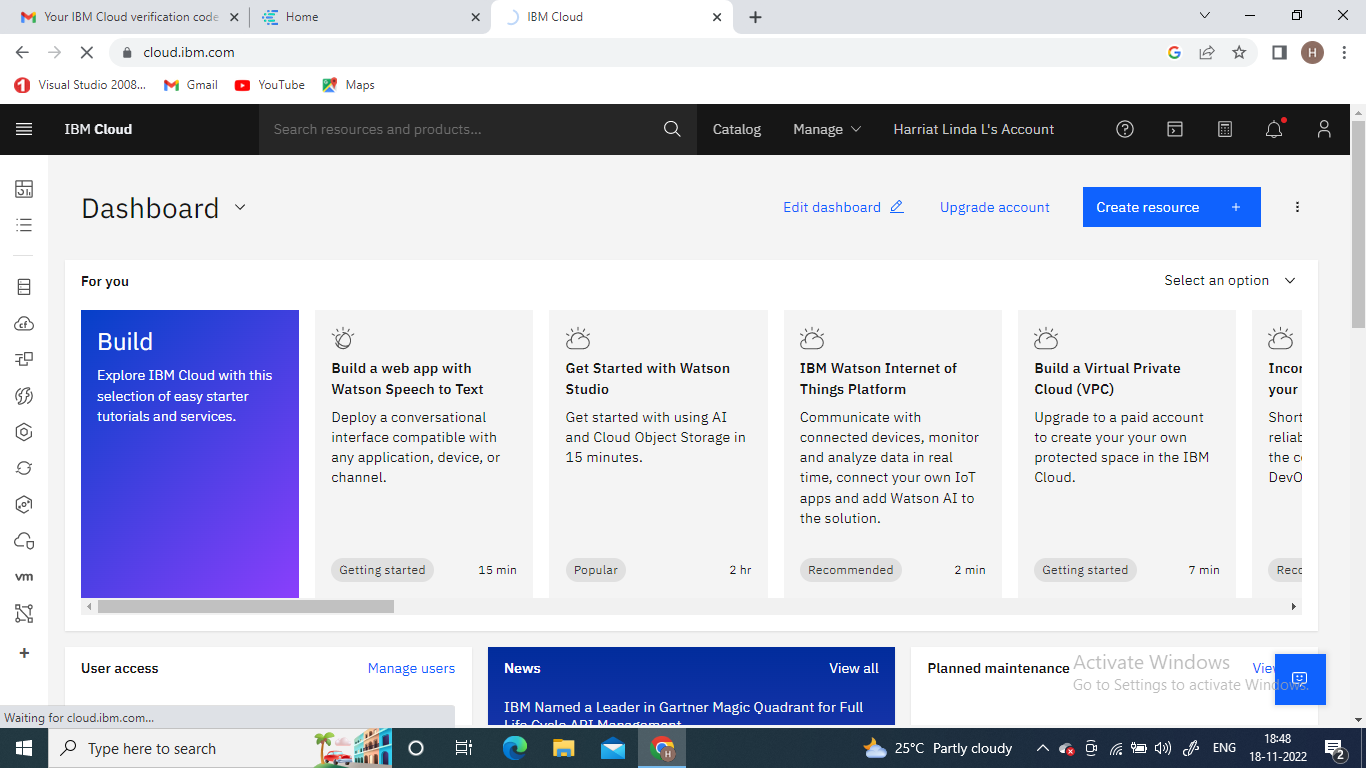 Your IBM Cloud verification code
Home
IBM Cloud
cloud.ibm.com
H
Visual Studio 2008...
Gmail
YouTube
Maps
IBM Cloud
Search resources and products...
Catalog
Manage
Harriat Linda L's Account
Dashboard
Edit dashboard
Upgrade account
Create resource +
For you
Select an option
Build
Explore IBM Cloud with this
selection of easy starter
tutorials and services.
Build a web app with
Watson Speech to Text
Deploy a conversational
interface compatible with
any application, device, or
channel.
Getting started
15 min
Get Started with Watson
Studio
Get started with using AI
and Cloud Object Storage in
15 minutes.
Popular
2 hr
IBM Watson Internet of
Things Platform
Communicate with
connected devices, monitor
and analyze data in real
time, connect your own IoT
apps and add Watson AI to
the solution.
Recommended
2 min
Build a Virtual Private
Cloud (VPC)
Upgrade to a paid account
to create your your own
protected space in the IBM
Cloud.
Getting started
7 min
your
Short
the c
DevO
cf
vm
User access
Manage users
News
View all
IBM Named a Leader in Gartner Magic Quadrant for Full
Life Cycle API Management
Planned maintenance
Activate Windows
Go to Settings to activate Windows.
Waiting for cloud.ibm.com...
Type here to search
H
25°C Partly cloudy
ENG
18:48
18-11-2022
2